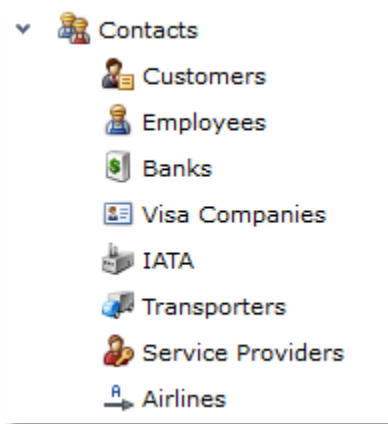 Contacts
Customers
Employees
Banks
Visa Companies
IATA
Transporters
Service Providers
A
Airlines